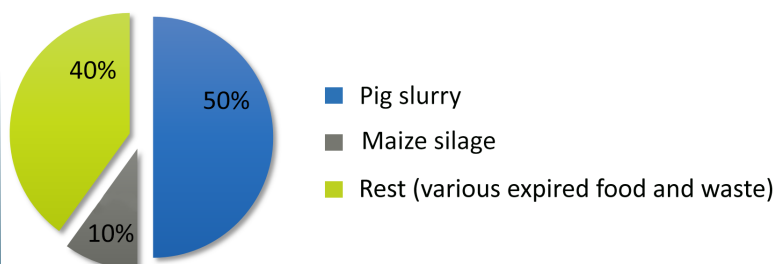 40%
50%
10%
Pig slurry
Maize silage
Rest (various expired food and waste)